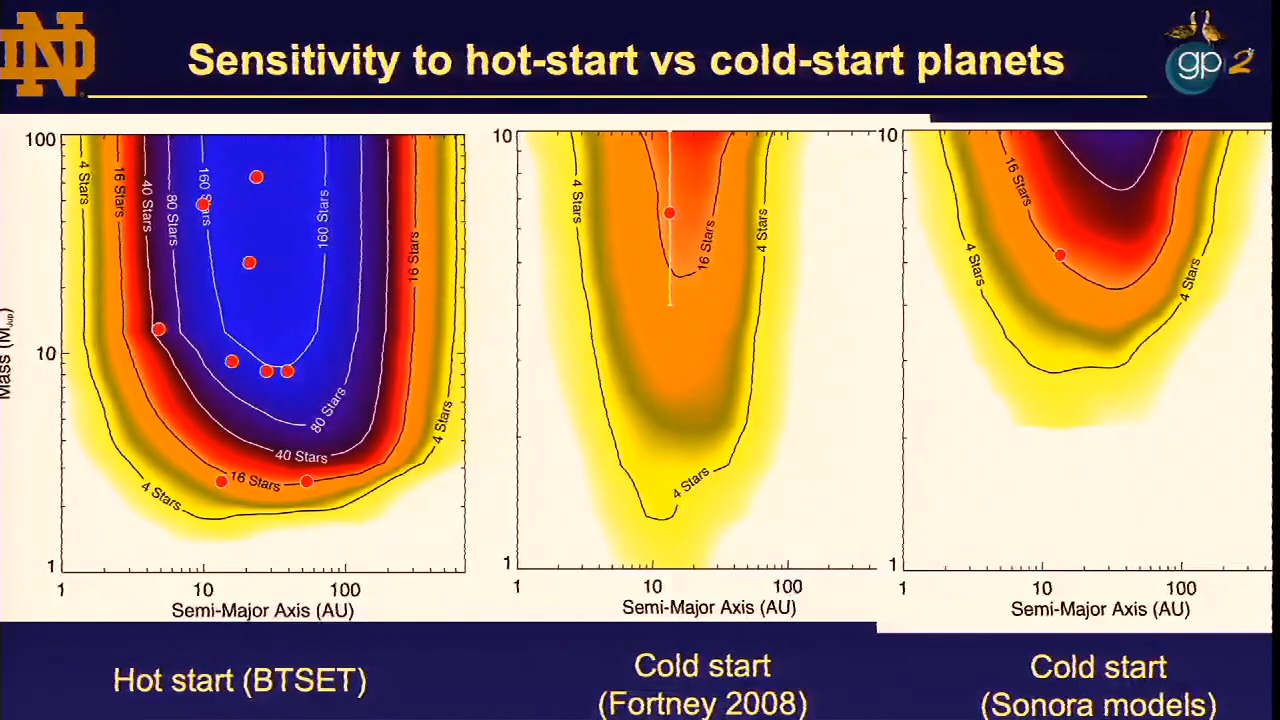 ND
Sensitivity to hot-start vs cold-start planets
gp2
100
10
1
Mass (MJup)
4 Stars
16 Stars
40 Stars
80 Stars
160 Stars
160 Stars
16 Stars
80 Stars
4 Stars
40 Stars
16 Stars
4 Stars
1
10
100
Semi-Major Axis (AU)
10
1
4 Stars
16 Stars
4 Stars
4 Stars
1
10
100
Semi-Major Axis (AU)
10
1
16 Stars
4 Stars
4 Stars
1
10
100
Semi-Major Axis (AU)
Hot start (BTSET)
Cold start
(Fortney 2008)
Cold start
(Sonora models)